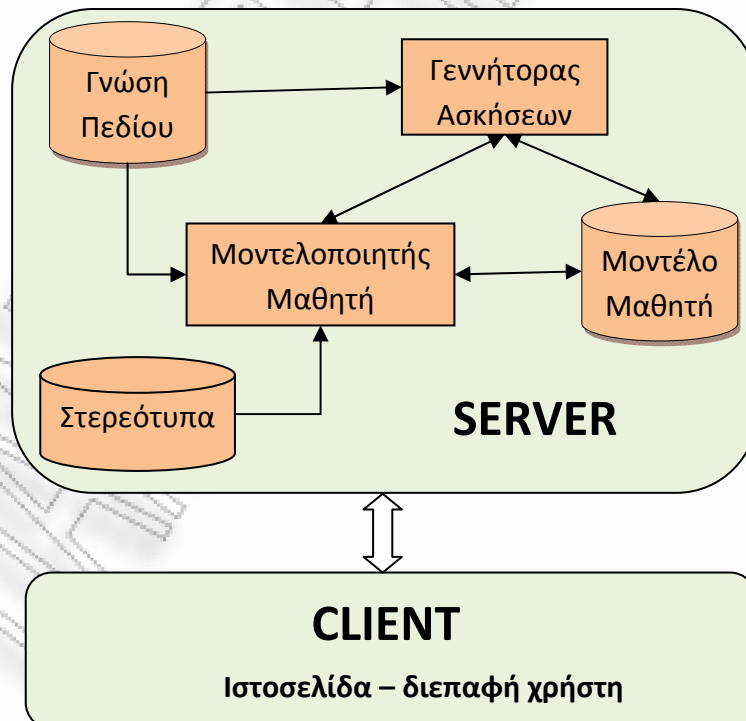 Γνώση
Πεδίου
Γεννήτορας
Ασκήσεων
Μοντελοποιητής
Μαθητή
Μοντέλο
Μαθητή
Στερεότυπα
SERVER
CLIENT
Ιστοσελίδα – διεπαφή χρήστη